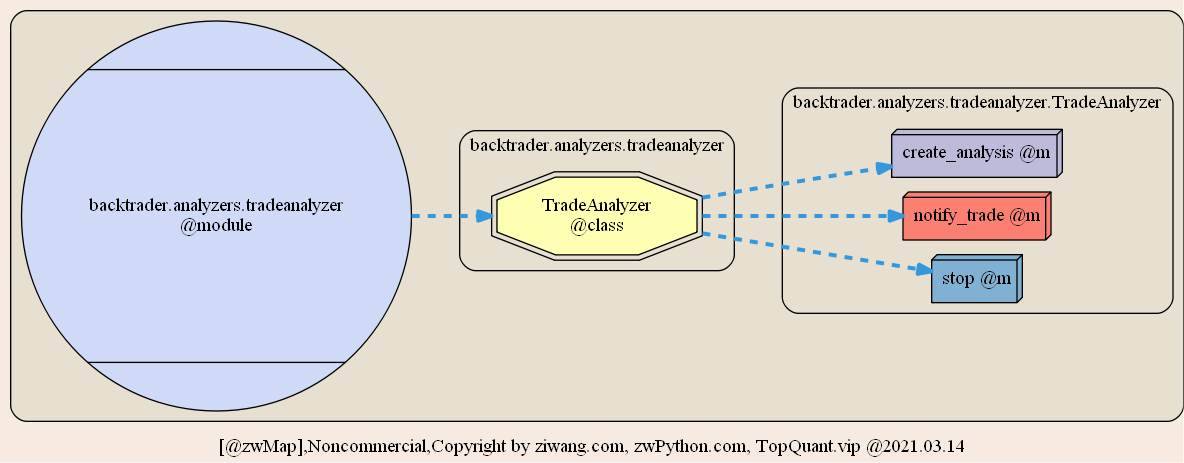 backtrader.analyzers.tradeanalyzer
@module
backtrader.analyzers.tradeanalyzer
TradeAnalyzer
@class
backtrader.analyzers.tradeanalyzer.TradeAnalyzer
create_analysis @m
notify_trade @m
stop @m
[@zwMap],Noncommercial,Copyright by ziwang.com, zwPython.com, TopQuant.vip @2021.03.14